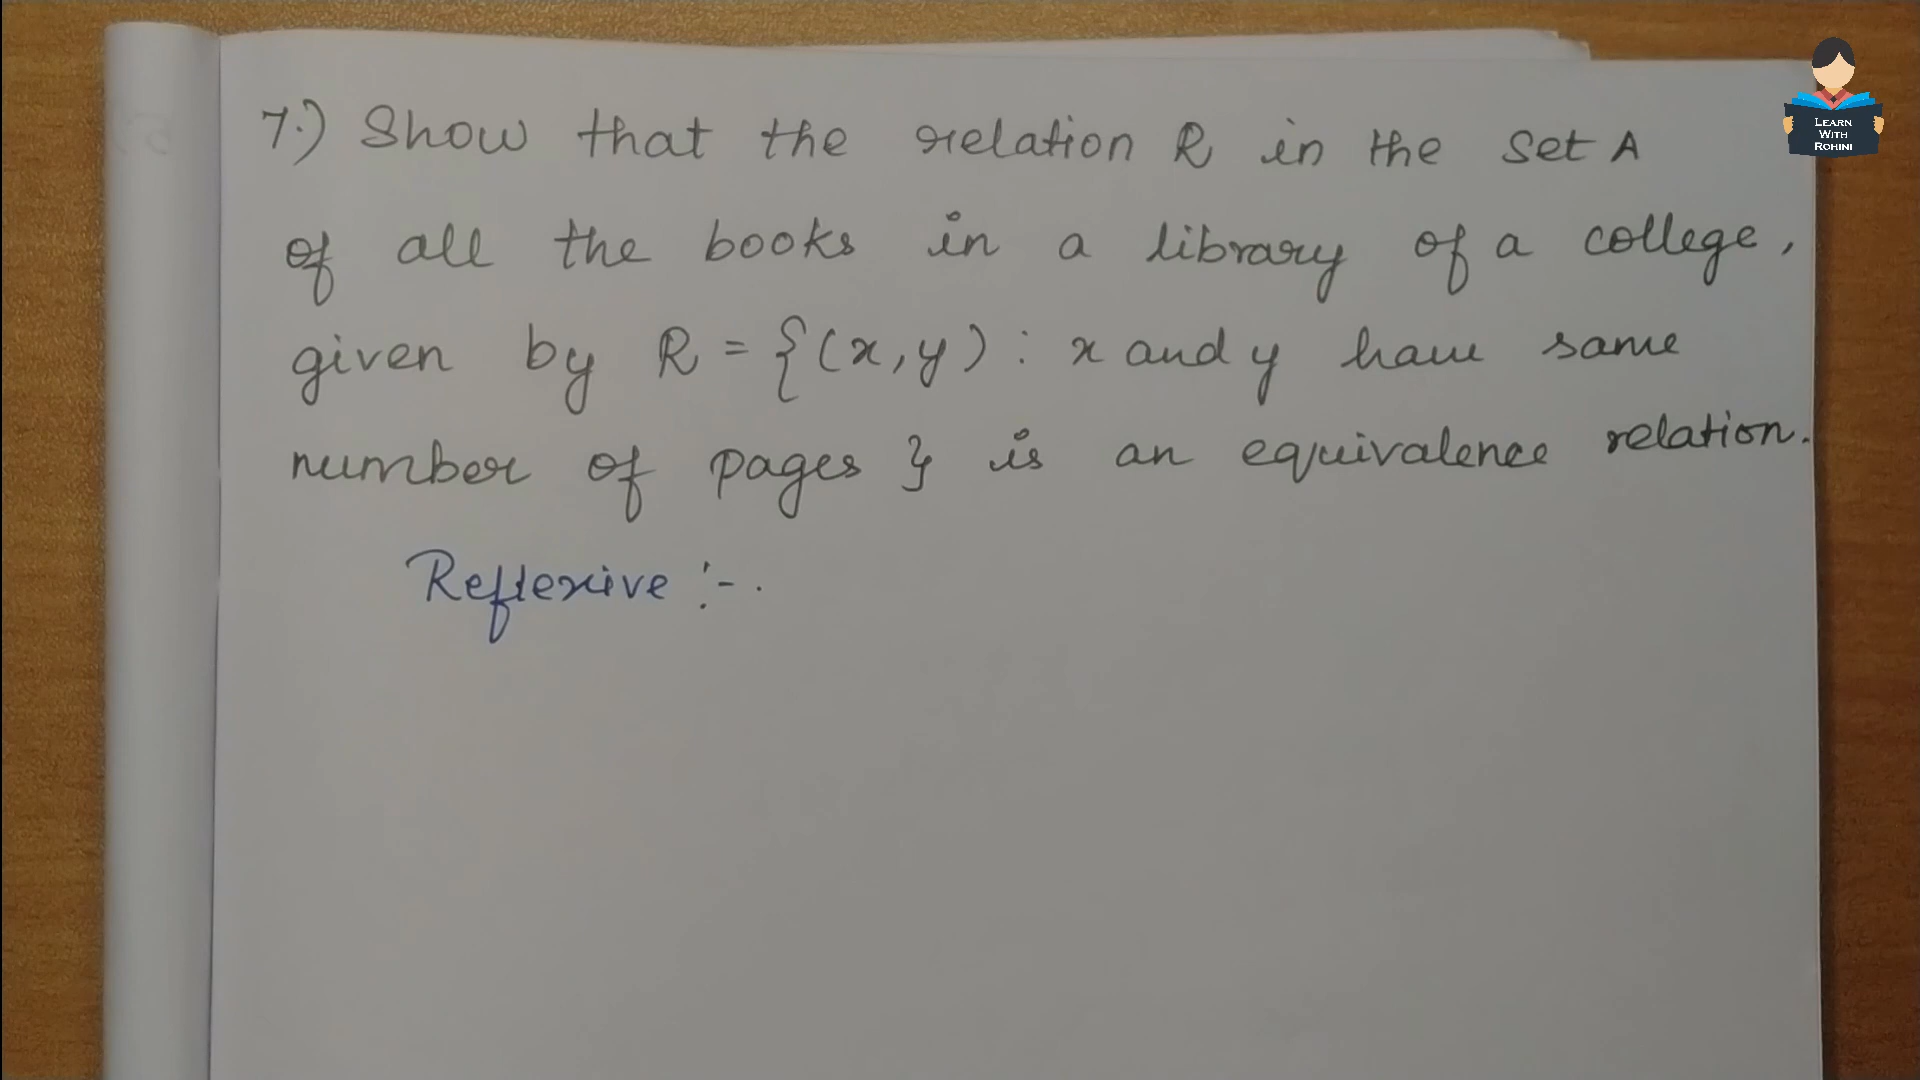 7.) Show that the relation R in the set A
of all the books in a library of a college,
given by R = {(x, y) : x and y have same
number of pages } is an equivalence relation.
Reflexive :- .
LEARN
WITH
ROHINI